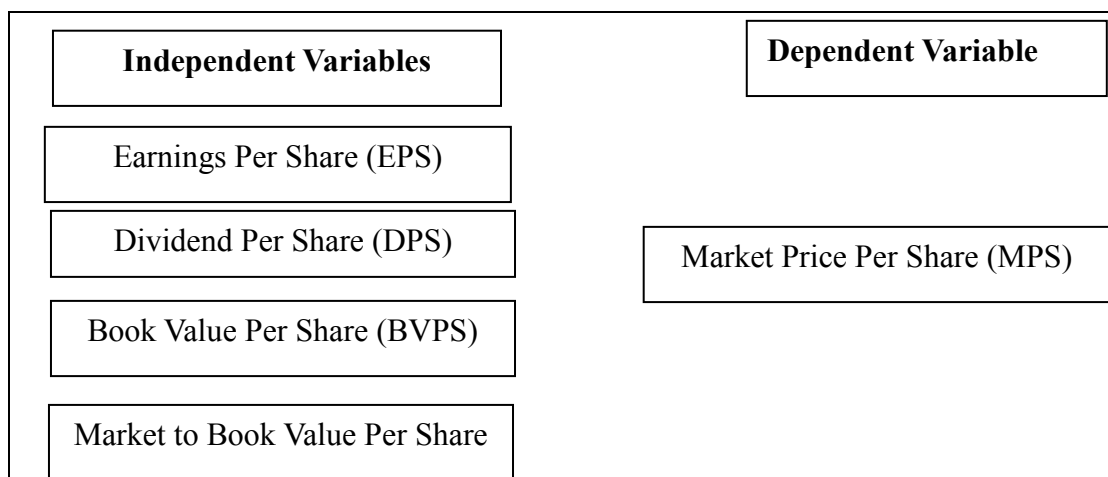 Independent Variables
Dependent Variable
Earnings Per Share (EPS)
Dividend Per Share (DPS)
Market Price Per Share (MPS)
Book Value Per Share (BVPS)
Market to Book Value Per Share